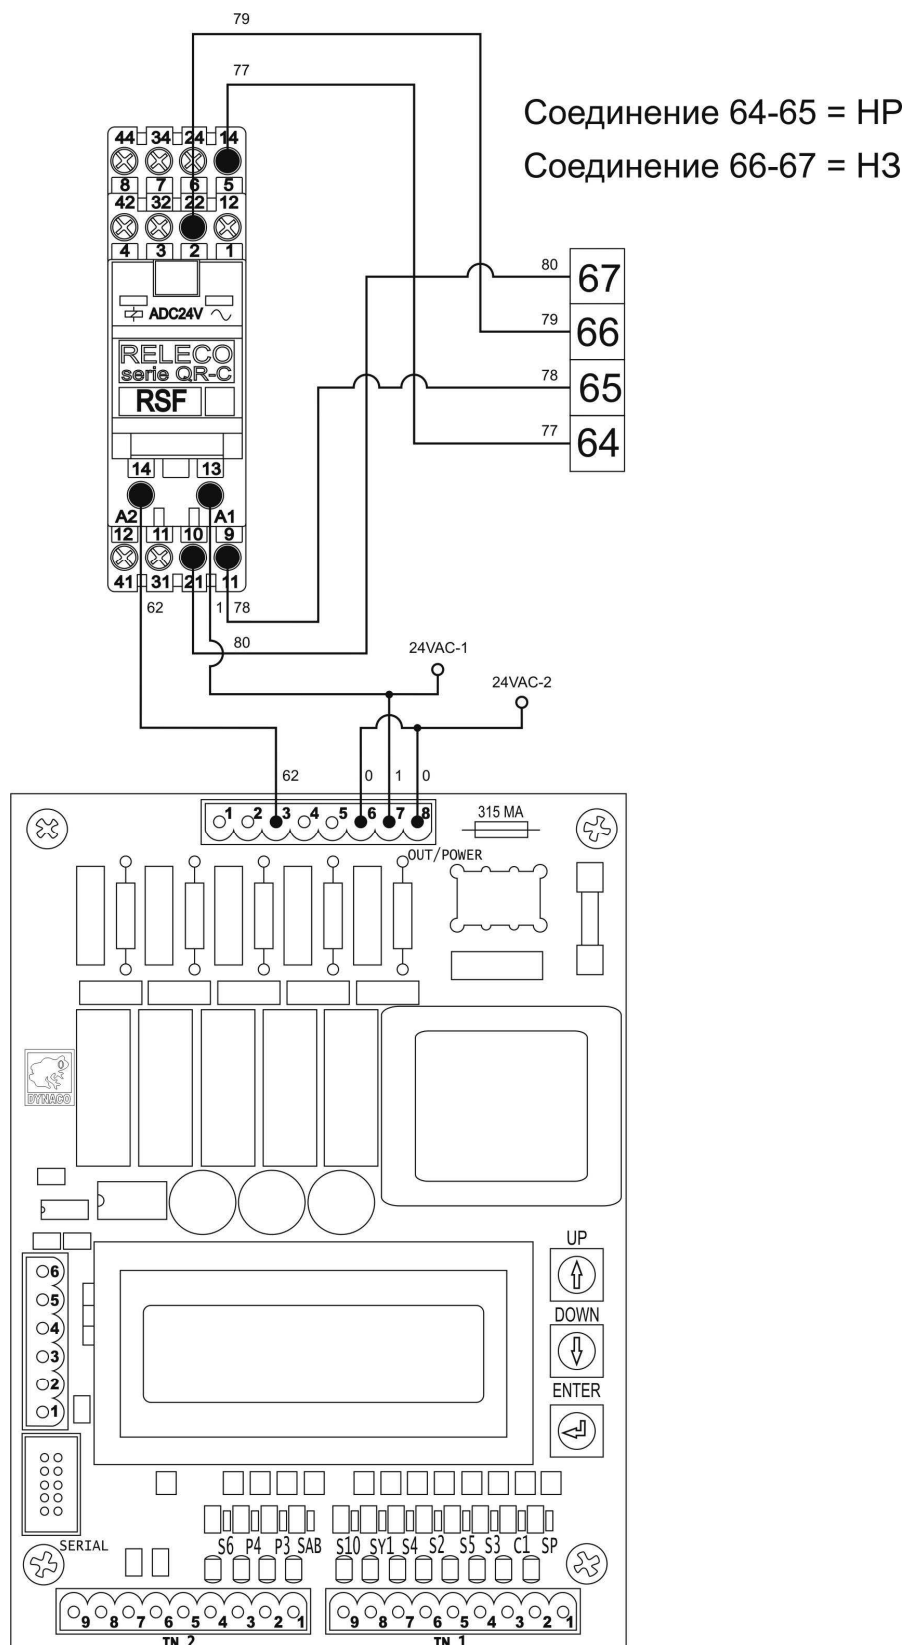 79
77
Соединение 64-65 = НР
Соединение 66-67 = НЗ
44 34 24 14
8 7 6 5
42 32 22 12
4 3 2 1
ADC24V
RELECO
serie QR-C
RSF
14 13
A2 A1
12 11 10 9
41 31 21 11
80 67
79 66
78 65
77 64
62 1 78
80
24VAC-1
24VAC-2
62 0 1 0
1 2 3 4 5 6 7 8
315 MA
OUT/POWER
DYNACO
UP
DOWN
ENTER
6
5
4
3
2
1
SERIAL
S6 P4 P3 SAB S10 SY1 S4 S2 S5 S3 C1 SP
9 8 7 6 5 4 3 2 1
9 8 7 6 5 4 3 2 1
IN 2
IN 1